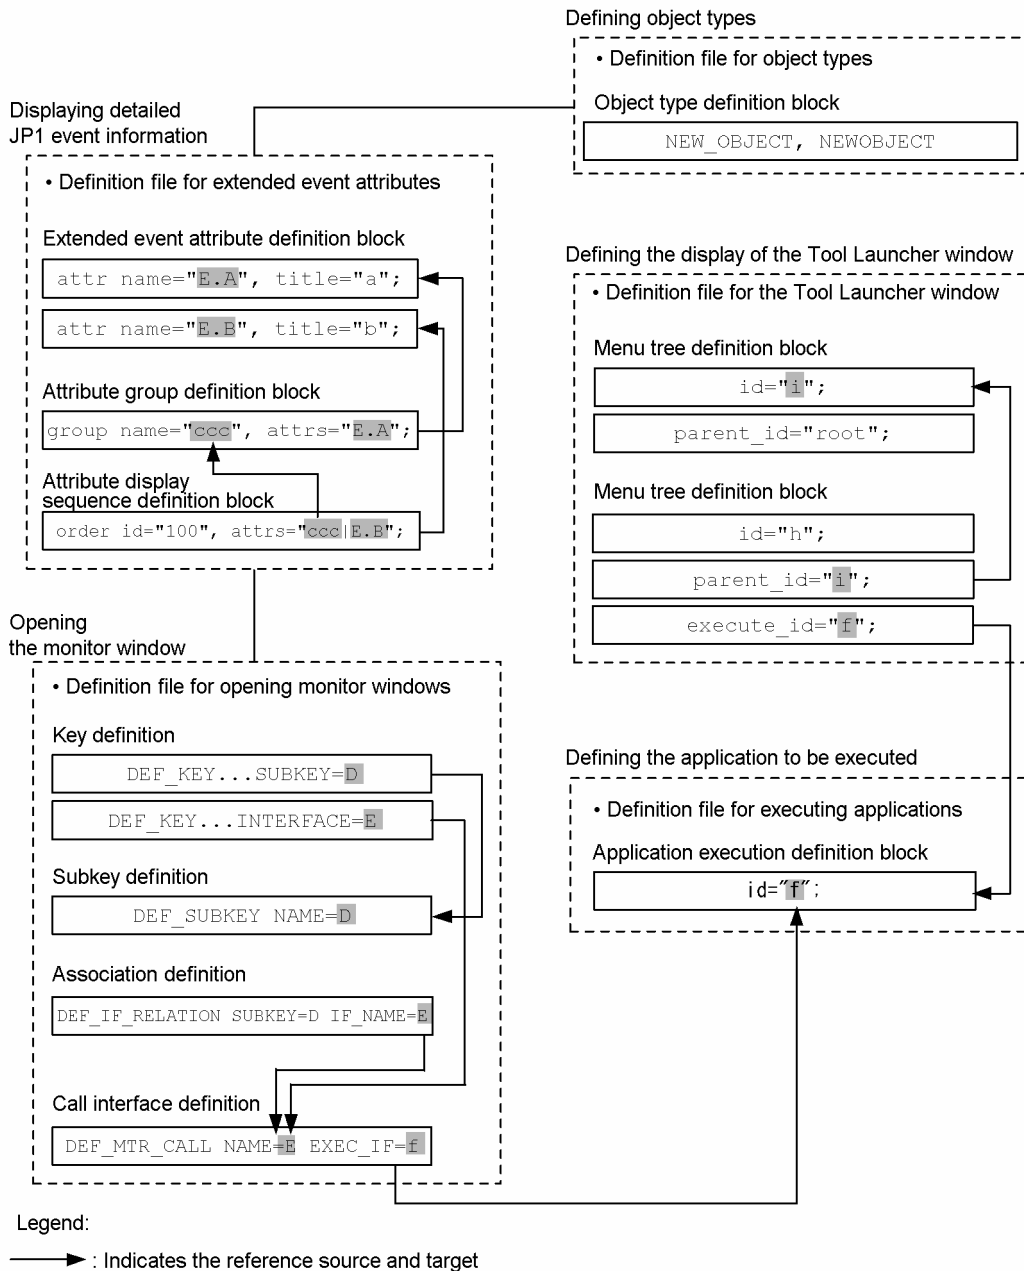 Defining object types
• Definition file for object types
Object type definition block
NEW_OBJECT, NEWOBJECT
Displaying detailed
JP1 event information
• Definition file for extended event attributes
Extended event attribute definition block
attr name="E.A", title="a";
attr name="E.B", title="b";
Attribute group definition block
group name="ccc", attrs="E.A";
Attribute display
sequence definition block
order id="100", attrs="ccc|E.B";
Defining the display of the Tool Launcher window
• Definition file for the Tool Launcher window
Menu tree definition block
id="i";
parent_id="root";
Menu tree definition block
id="h";
parent_id="i";
execute_id="f";
Opening
the monitor window
• Definition file for opening monitor windows
Key definition
DEF_KEY...SUBKEY=D
DEF_KEY...INTERFACE=E
Subkey definition
DEF_SUBKEY NAME=D
Association definition
DEF_IF_RELATION SUBKEY=D IF_NAME=E
Call interface definition
DEF_MTR_CALL NAME=E EXEC_IF=f
Defining the application to be executed
• Definition file for executing applications
Application execution definition block
id="f";
Legend:
: Indicates the reference source and target